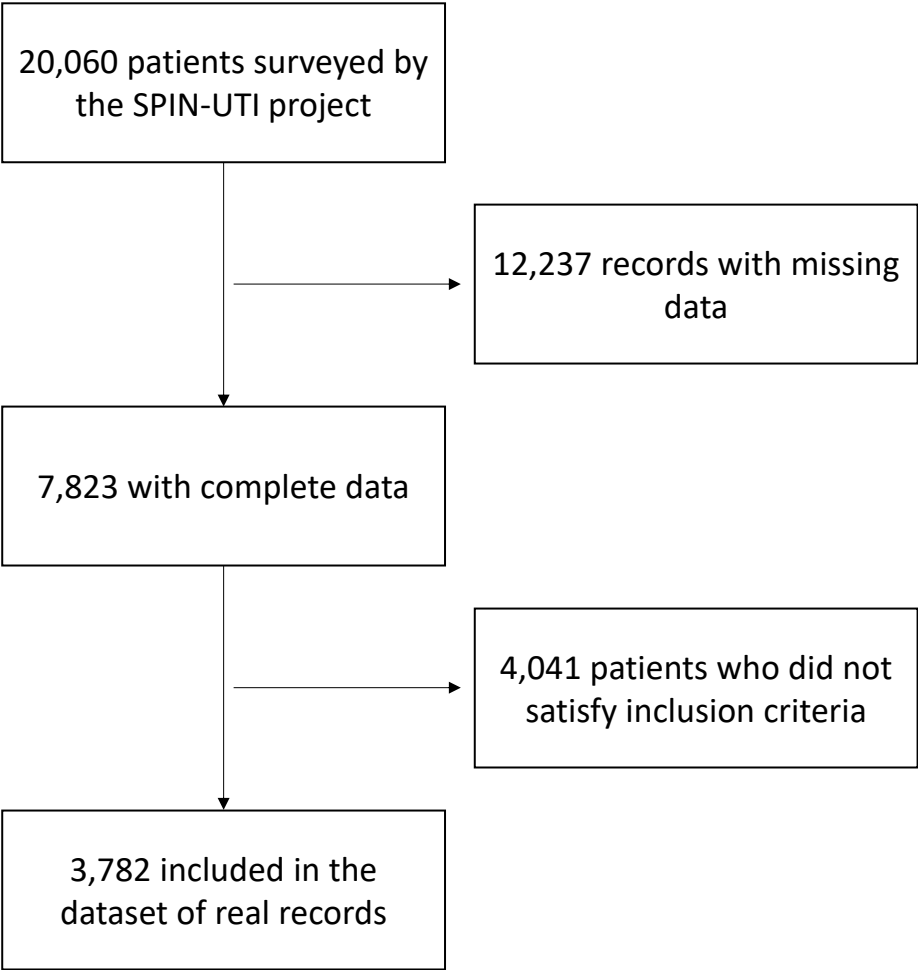 20,060 patients surveyed by
the SPIN-UTI project
12,237 records with missing
data
7,823 with complete data
4,041 patients who did not
satisfy inclusion criteria
3,782 included in the
dataset of real records